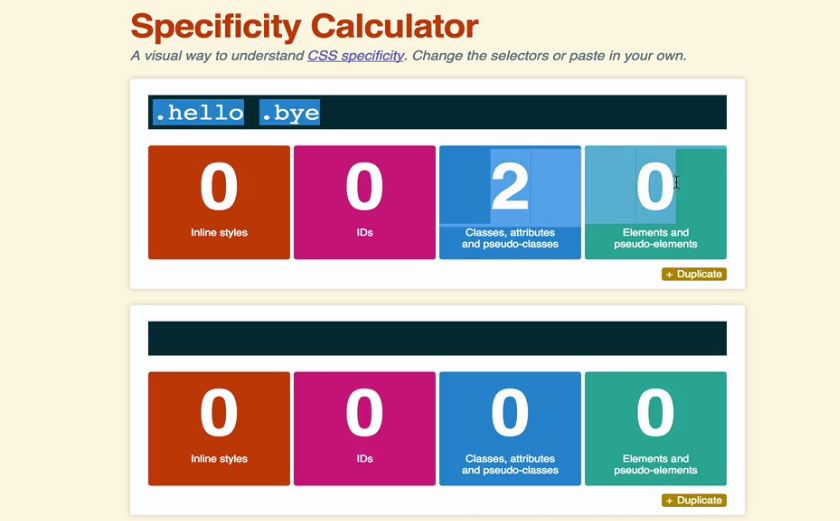 Specificity Calculator
A visual way to understand CSS specificity. Change the selectors or paste in your own.
.hello .bye
0 0 2 0
Inline styles IDs Classes, attributes and pseudo-classes Elements and pseudo-elements
+ Duplicate
0 0 0 0
Inline styles IDs Classes, attributes and pseudo-classes Elements and pseudo-elements
+ Duplicate